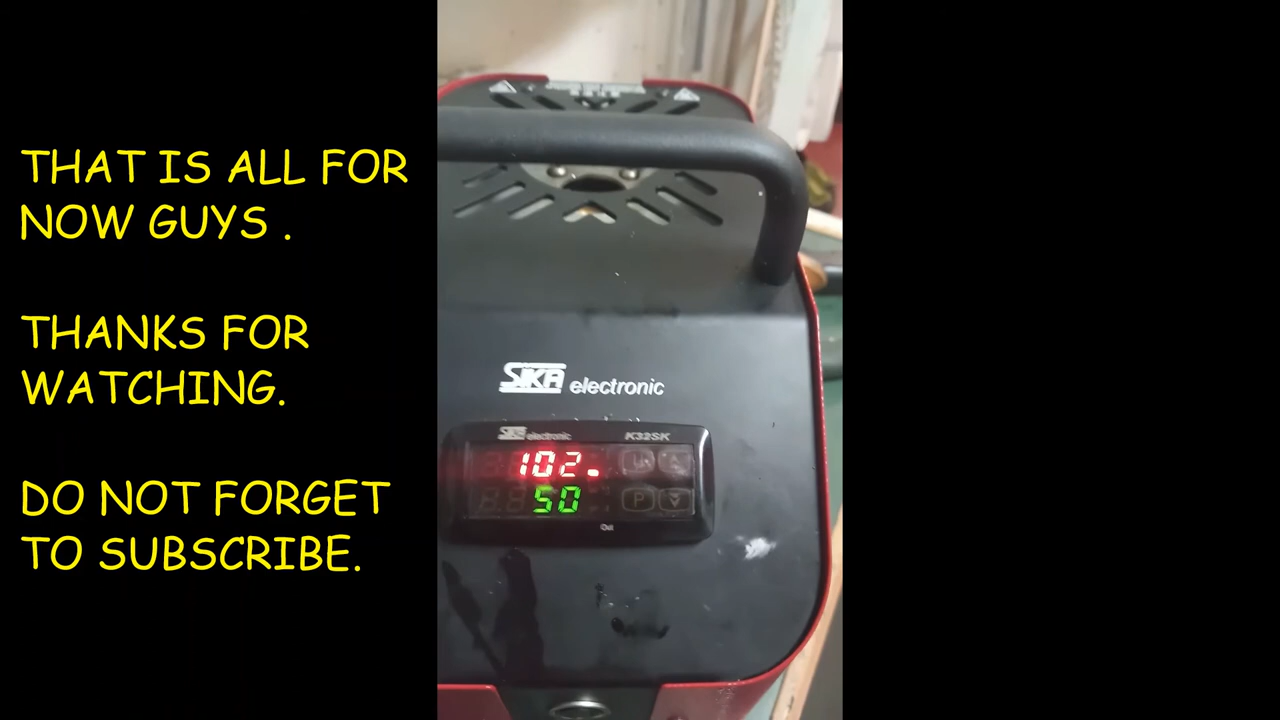 THAT IS ALL FOR
NOW GUYS .
THANKS FOR
WATCHING.
DO NOT FORGET
TO SUBSCRIBE.
SIKA electronic
SIKA electronic K32SK
102
U
50
P
Out